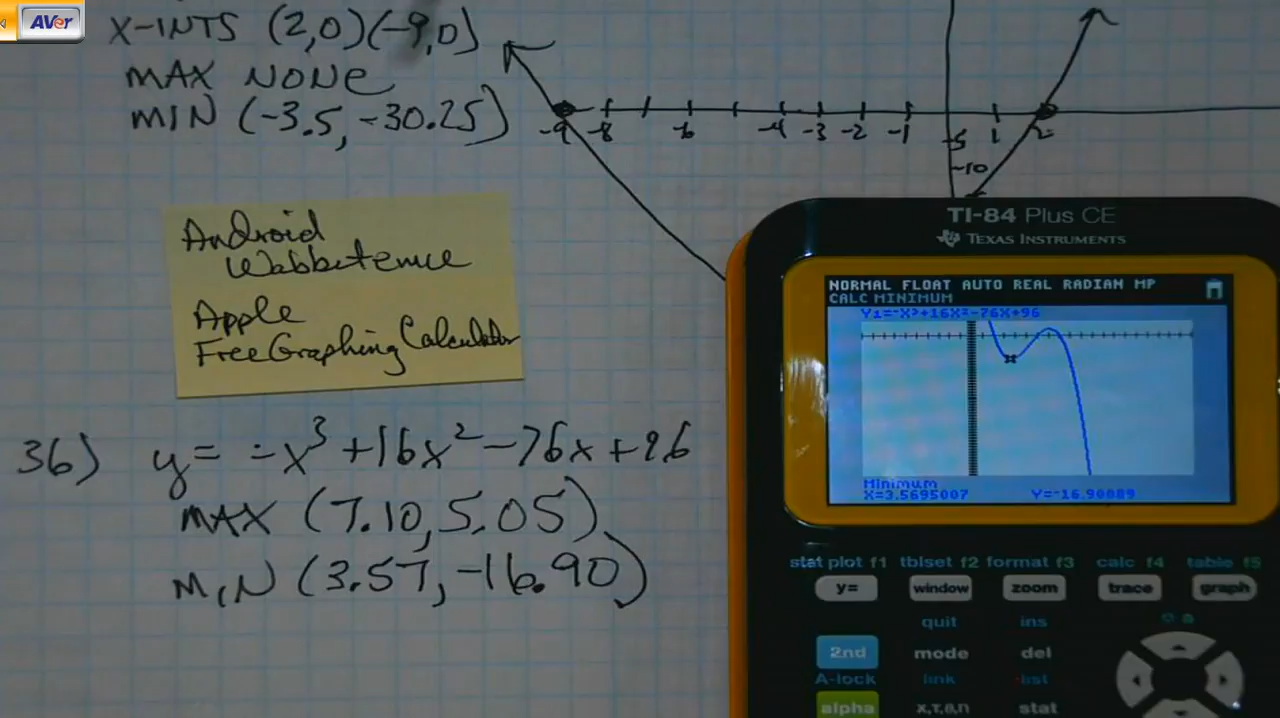 AVer
X-INTS (2,0)(-9,0)
MAX NONE
MIN (-3.5, -30.25)
-9 -8 -6 -4 -3 -2 -1 1 2
-5
-10
Android
Apple
Free Graphing Calculator
36) y = -x³+16x²-76x+96
MAX (7.10, 5.05)
MIN (3.57, -16.90)
TI-84 Plus CE
TEXAS INSTRUMENTS
NORMAL FLOAT AUTO REAL RADIAN MP
CALC MINIMUM
Y1=-X³+16X²-76X+96
Minimum
X=3.5695007 Y=-16.90089
stat plot f1 tblset f2 format f3 calc f4 table f5
y= window zoom trace graph
quit ins
2nd mode del
A-lock link list
alpha X,T,θ,n stat